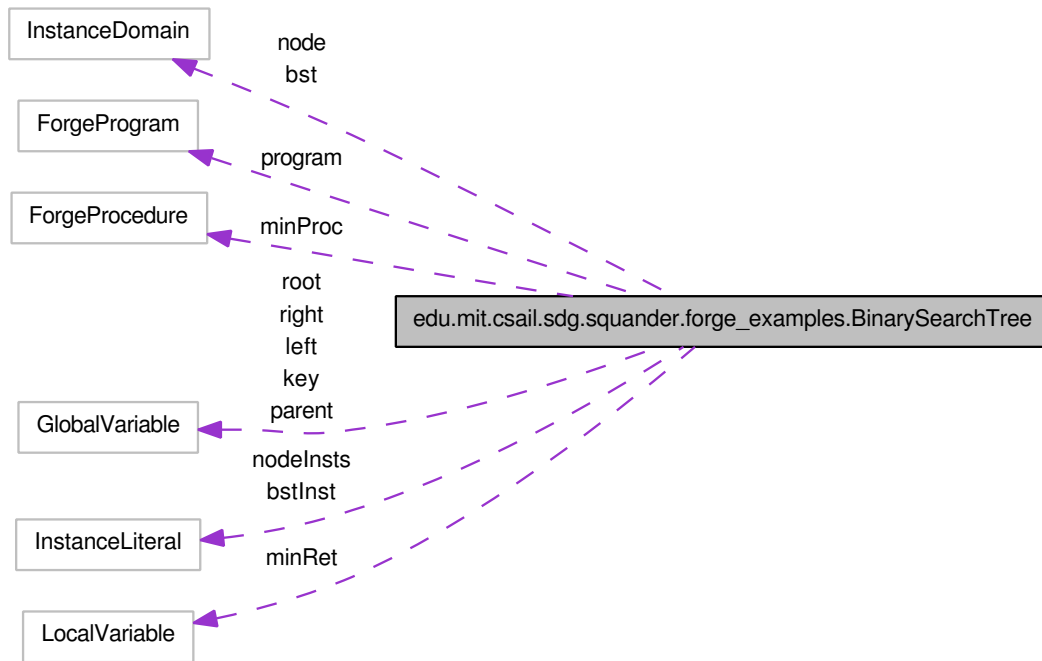 InstanceDomain
node
bst
ForgeProgram
program
ForgeProcedure
minProc
root
right
left
key
parent
edu.mit.csail.sdg.squander.forge_examples.BinarySearchTree
GlobalVariable
nodeInsts
bstInst
InstanceLiteral
minRet
LocalVariable